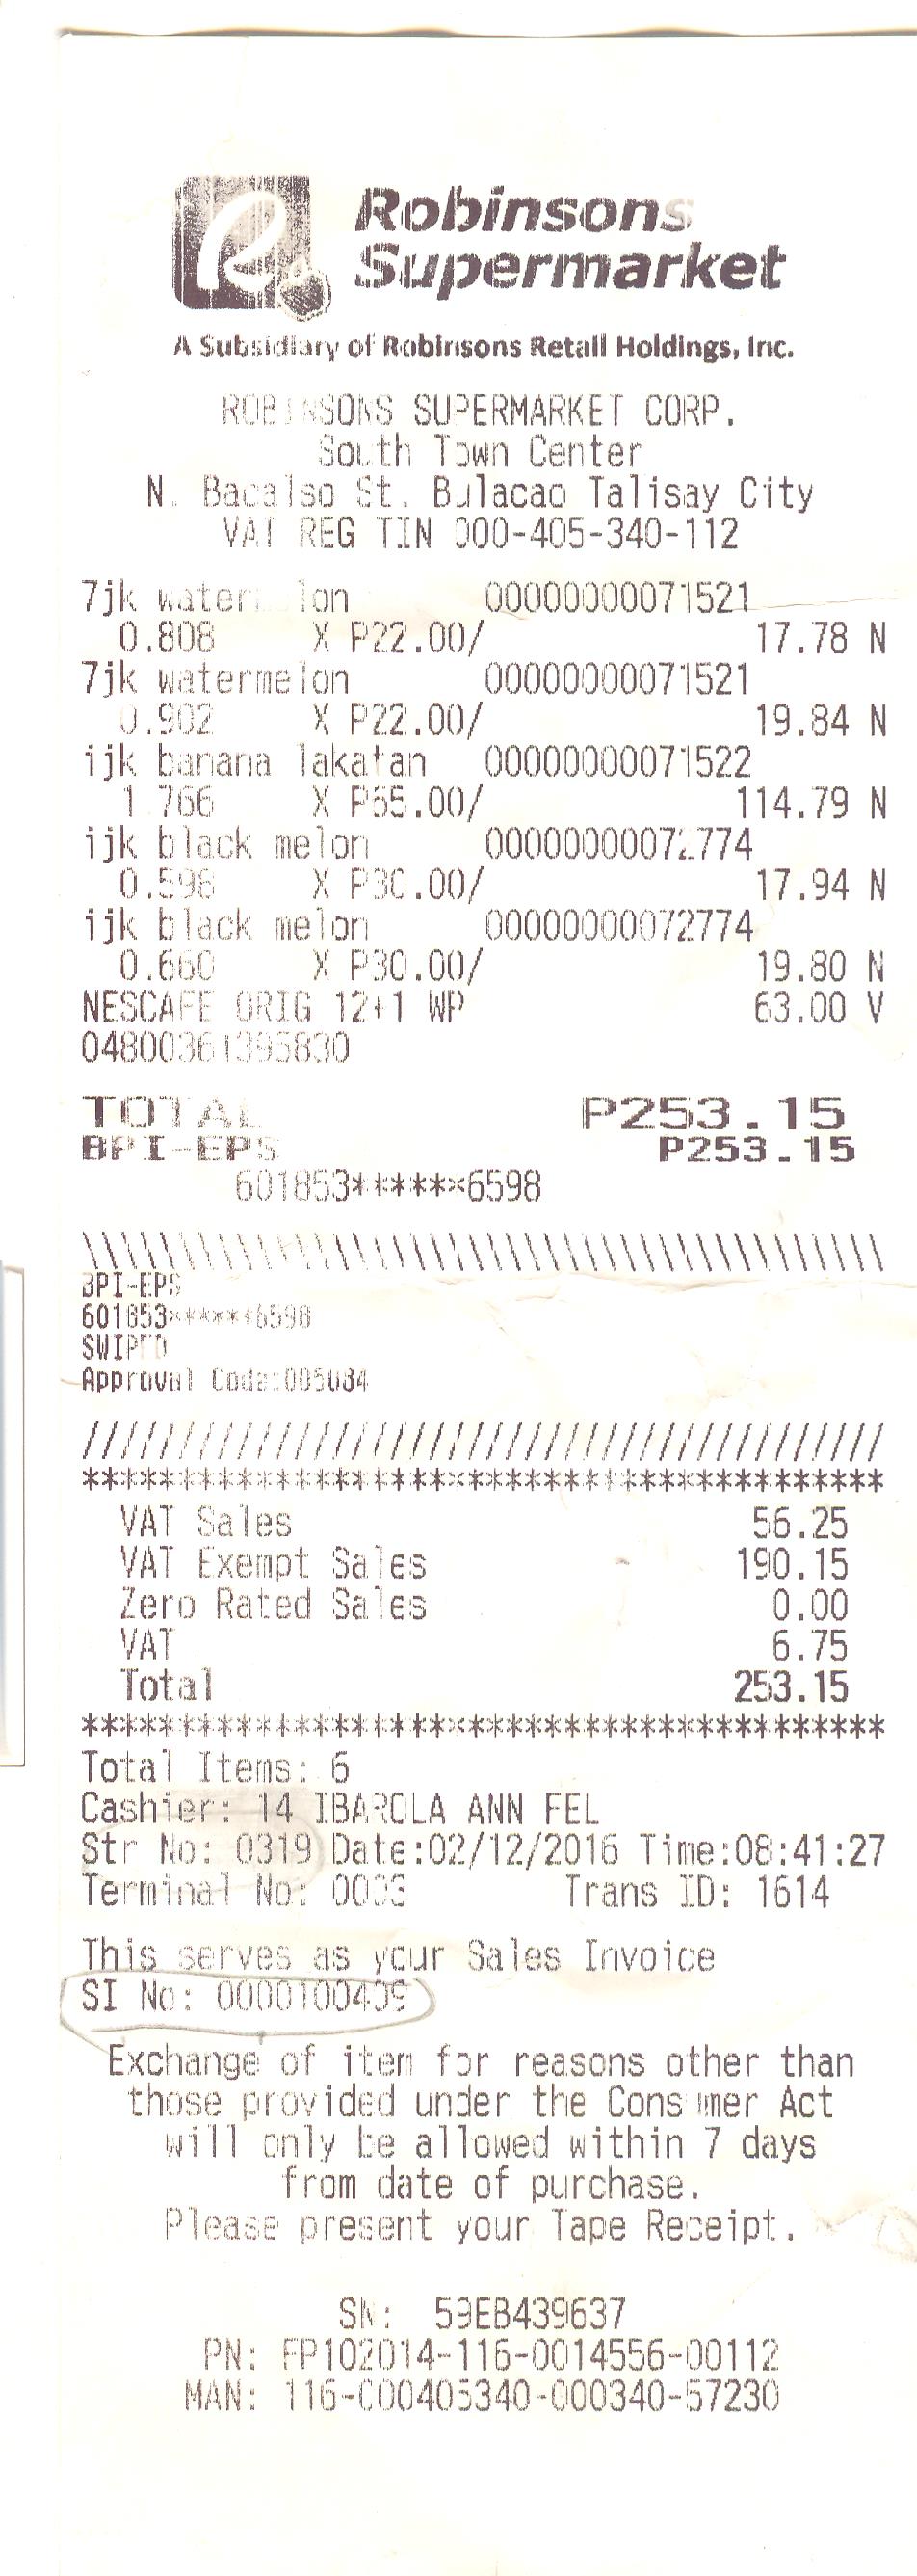 Robinsons
Supermarket
A Subsidiary of Robinsons Retail Holdings, Inc.
ROBINSONS SUPERMARKET CORP.
South Town Center
N. Bacalso St. Bulacao Talisay City
VAT REG TIN 000-405-340-112
7jk watermelon 00000000071521
0.808 X P22.00/ 17.78 N
7jk watermelon 00000000071521
0.902 X P22.00/ 19.84 N
ijk banana lakatan 00000000071522
1.766 X P65.00/ 114.79 N
ijk black melon 00000000072774
0.598 X P30.00/ 17.94 N
ijk black melon 00000000072774
0.660 X P30.00/ 19.80 N
NESCAFE ORIG 12+1 WP 63.00 V
04800361395830
TOTAL P253.15
BPI-EPS P253.15
601853******6598
\\\\\\\\\\\\\\\\\\\\\\\\\\\\\\\\\\\\\\\\\\
BPI-EPS
601853******6598
SWIPED
Approval Code:005084
//////////////////////////////////////////
******************************************
VAT Sales 56.25
VAT Exempt Sales 190.15
Zero Rated Sales 0.00
VAT 6.75
Total 253.15
******************************************
Total Items: 6
Cashier: 14 IBAROLA ANN FEL
Str No: 0319 Date:02/12/2016 Time:08:41:27
Terminal No: 0003 Trans ID: 1614
This serves as your Sales Invoice
SI No: 0000100409
Exchange of item for reasons other than
those provided under the Consumer Act
will only be allowed within 7 days
from date of purchase.
Please present your Tape Receipt.
SN: 59EB439637
PN: FP102014-116-0014556-00112
MAN: 116-000405340-000340-57230